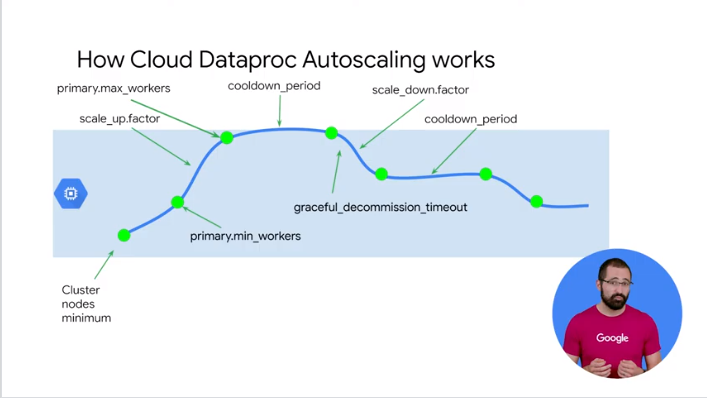 How Cloud Dataproc Autoscaling works
primary.max_workers
cooldown_period
scale_down.factor
scale_up.factor
cooldown_period
graceful_decommission_timeout
primary.min_workers
Cluster
nodes
minimum
Google